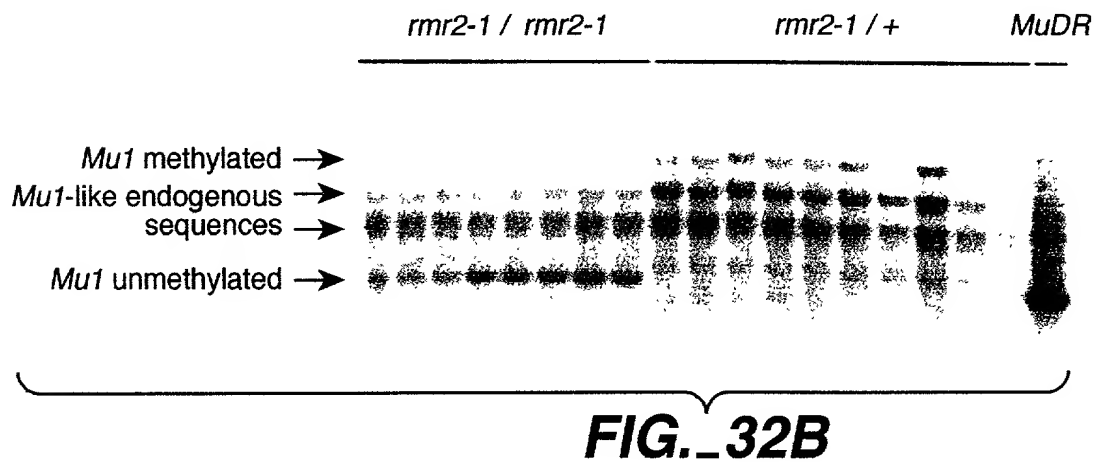 rmr2-1 / rmr2-1 rmr2-1 / + MuDR
Mu1 methylated
Mu1-like endogenous
sequences
Mu1 unmethylated
FIG._32B